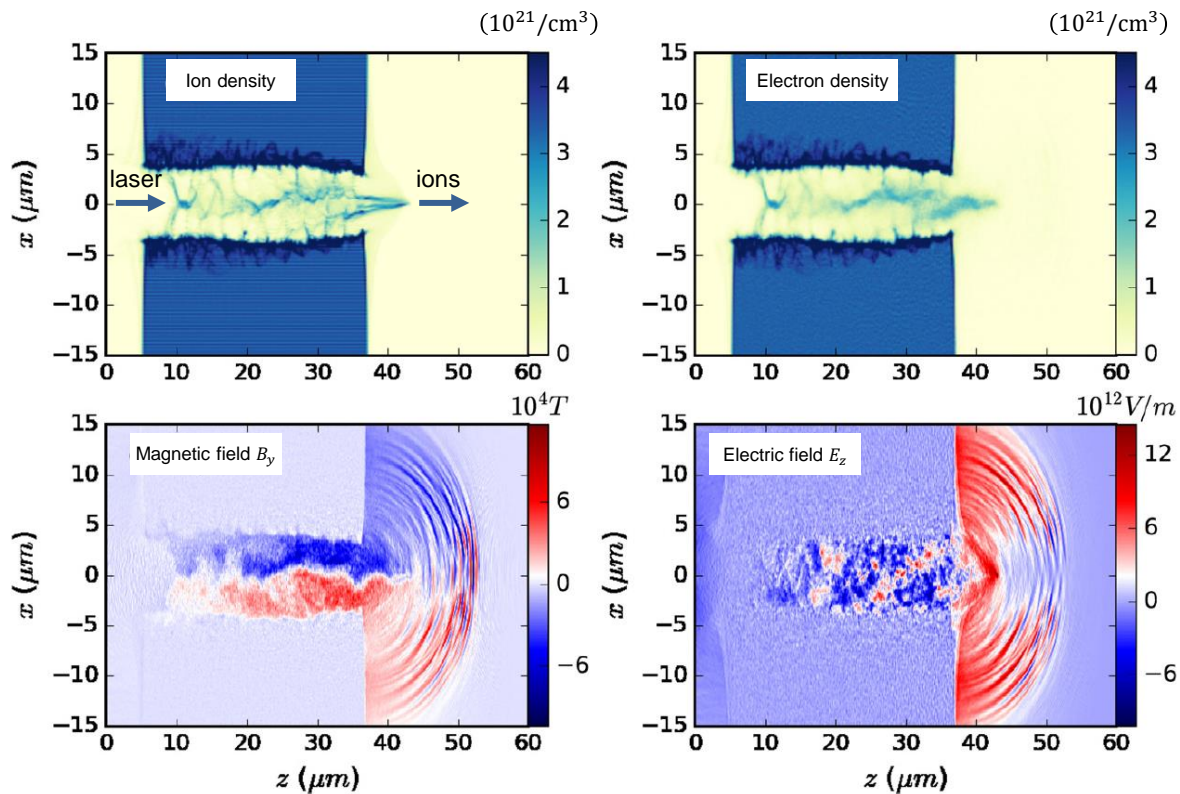 (10²¹/cm³)
(10²¹/cm³)
Ion density
Electron density
laser
ions
x (μm)
15
10
5
0
−5
−10
−15
0 10 20 30 40 50 60
4
3
2
1
0
x (μm)
15
10
5
0
−5
−10
−15
0 10 20 30 40 50 60
4
3
2
1
0
10⁴T
10¹²V/m
Magnetic field B_y
Electric field E_z
x (μm)
15
10
5
0
−5
−10
−15
0 10 20 30 40 50 60
z (μm)
6
0
−6
x (μm)
15
10
5
0
−5
−10
−15
0 10 20 30 40 50 60
z (μm)
12
6
0
−6